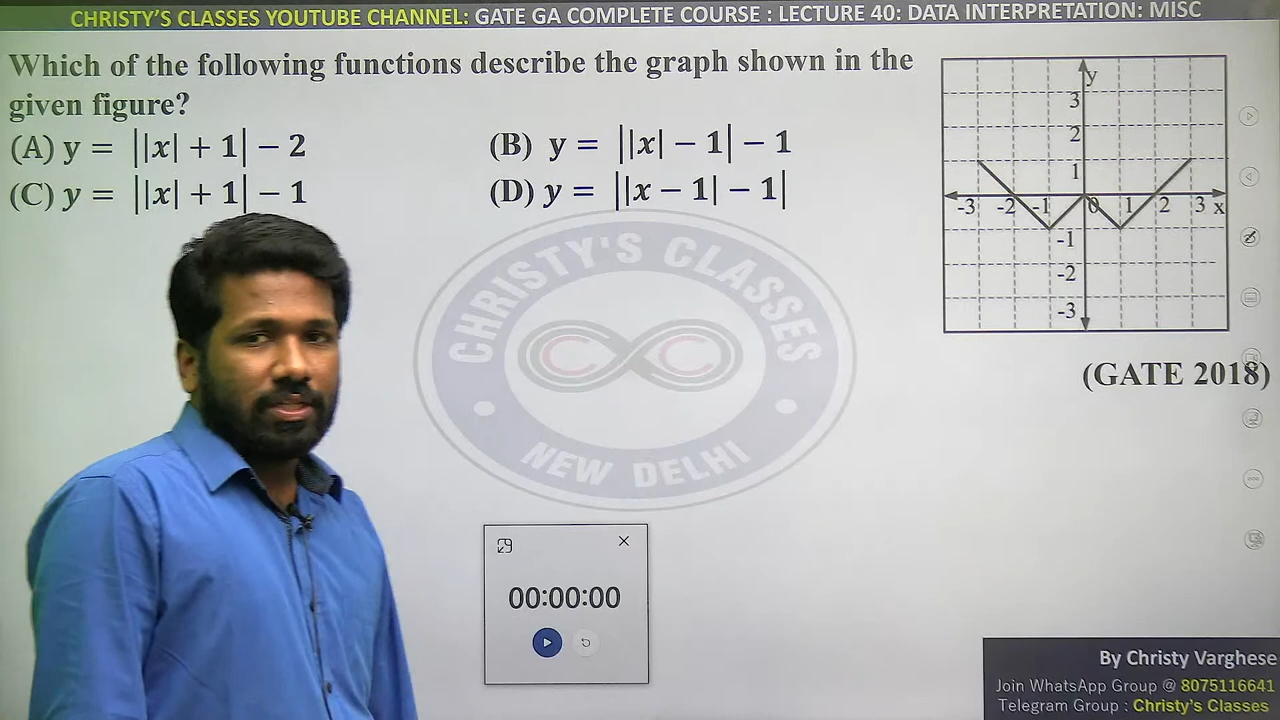 CHRISTY'S CLASSES YOUTUBE CHANNEL: GATE GA COMPLETE COURSE : LECTURE 40: DATA INTERPRETATION: MISC
Which of the following functions describe the graph shown in the
given figure?
(A) y = ||x| + 1| − 2
(B) y = ||x| − 1| − 1
(C) y = ||x| + 1| − 1
(D) y = ||x − 1| − 1|
y
3
2
1
-3 -2 -1 0 1 2 3 x
-1
-2
-3
(GATE 2018)
CHRISTY'S CLASSES
CC
NEW DELHI
00:00:00
By Christy Varghese
Join WhatsApp Group @ 8075116641
Telegram Group : Christy's Classes